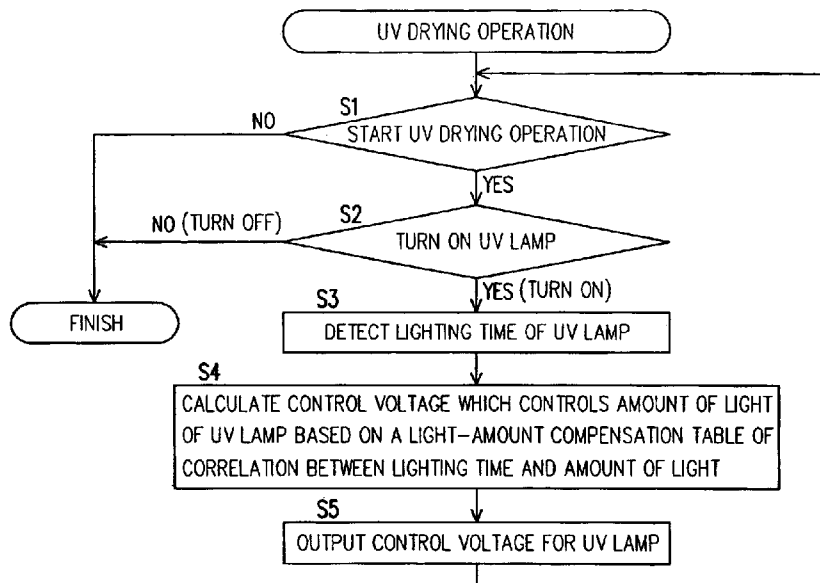 UV DRYING OPERATION
S1
NO
START UV DRYING OPERATION
YES
S2
NO (TURN OFF)
TURN ON UV LAMP
YES (TURN ON)
S3
FINISH
DETECT LIGHTING TIME OF UV LAMP
S4
CALCULATE CONTROL VOLTAGE WHICH CONTROLS AMOUNT OF LIGHT
OF UV LAMP BASED ON A LIGHT-AMOUNT COMPENSATION TABLE OF
CORRELATION BETWEEN LIGHTING TIME AND AMOUNT OF LIGHT
S5
OUTPUT CONTROL VOLTAGE FOR UV LAMP